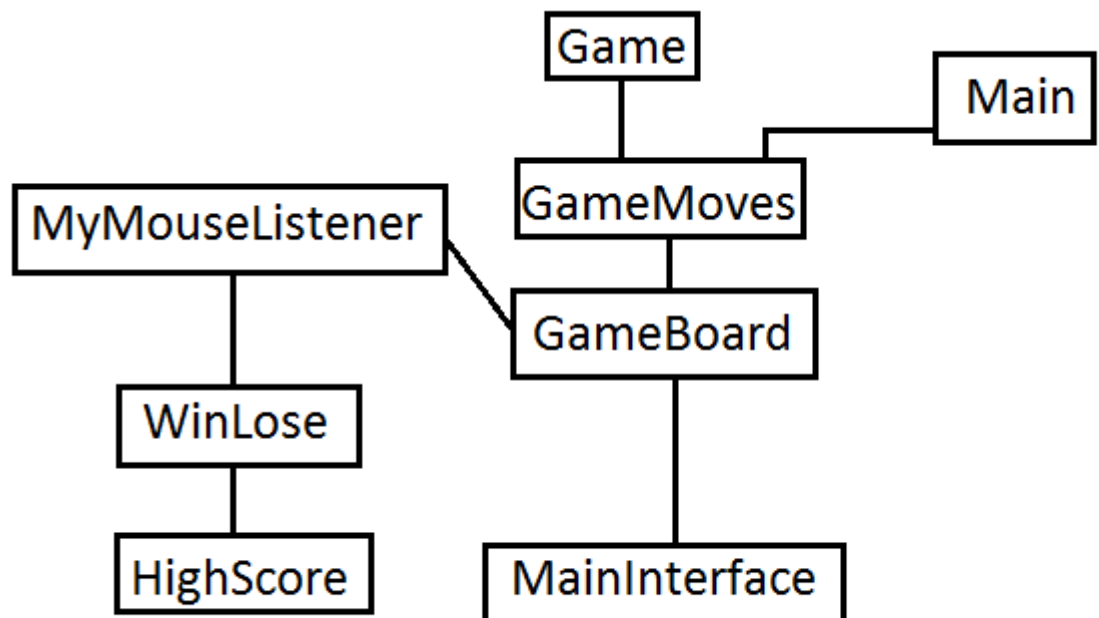 Game
Main
GameMoves
MyMouseListener
GameBoard
WinLose
HighScore
MainInterface